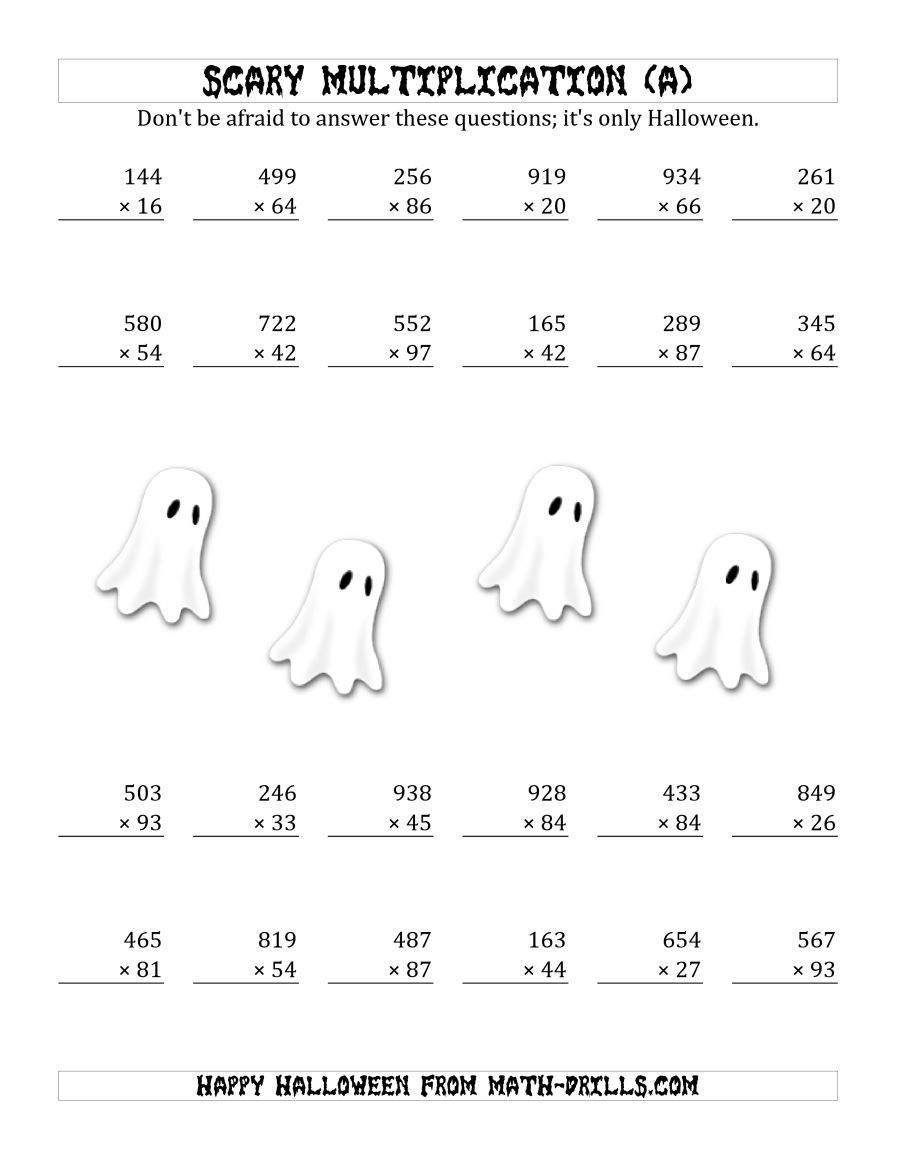 SCARY MULTIPLICATION (A)
Don't be afraid to answer these questions; it's only Halloween.
144 499 256 919 934 261
× 16 × 64 × 86 × 20 × 66 × 20
580 722 552 165 289 345
× 54 × 42 × 97 × 42 × 87 × 64
503 246 938 928 433 849
× 93 × 33 × 45 × 84 × 84 × 26
465 819 487 163 654 567
× 81 × 54 × 87 × 44 × 27 × 93
HAPPY HALLOWEEN FROM MATH-DRILLS.COM